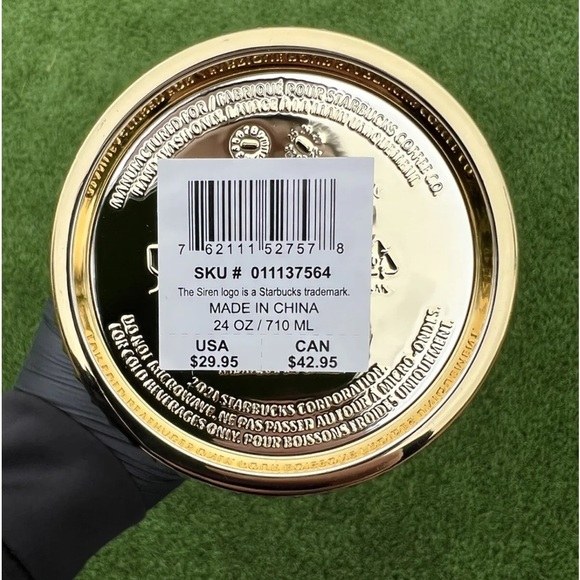 MANUFACTURED FOR / FABRIQUÉ POUR STARBUCKS COFFEE CO.
7 62111 52757 8
SKU # 011137564
The Siren logo is a Starbucks trademark.
MADE IN CHINA
24 OZ / 710 ML
USA CAN
$29.95 $42.95
STARBUCKS CORPORATION.
DO NOT MICROWAVE. NE PAS PASSER AU FOUR À MICRO-ONDES.
FOR COLD BEVERAGES ONLY. POUR BOISSONS FROIDES UNIQUEMENT.